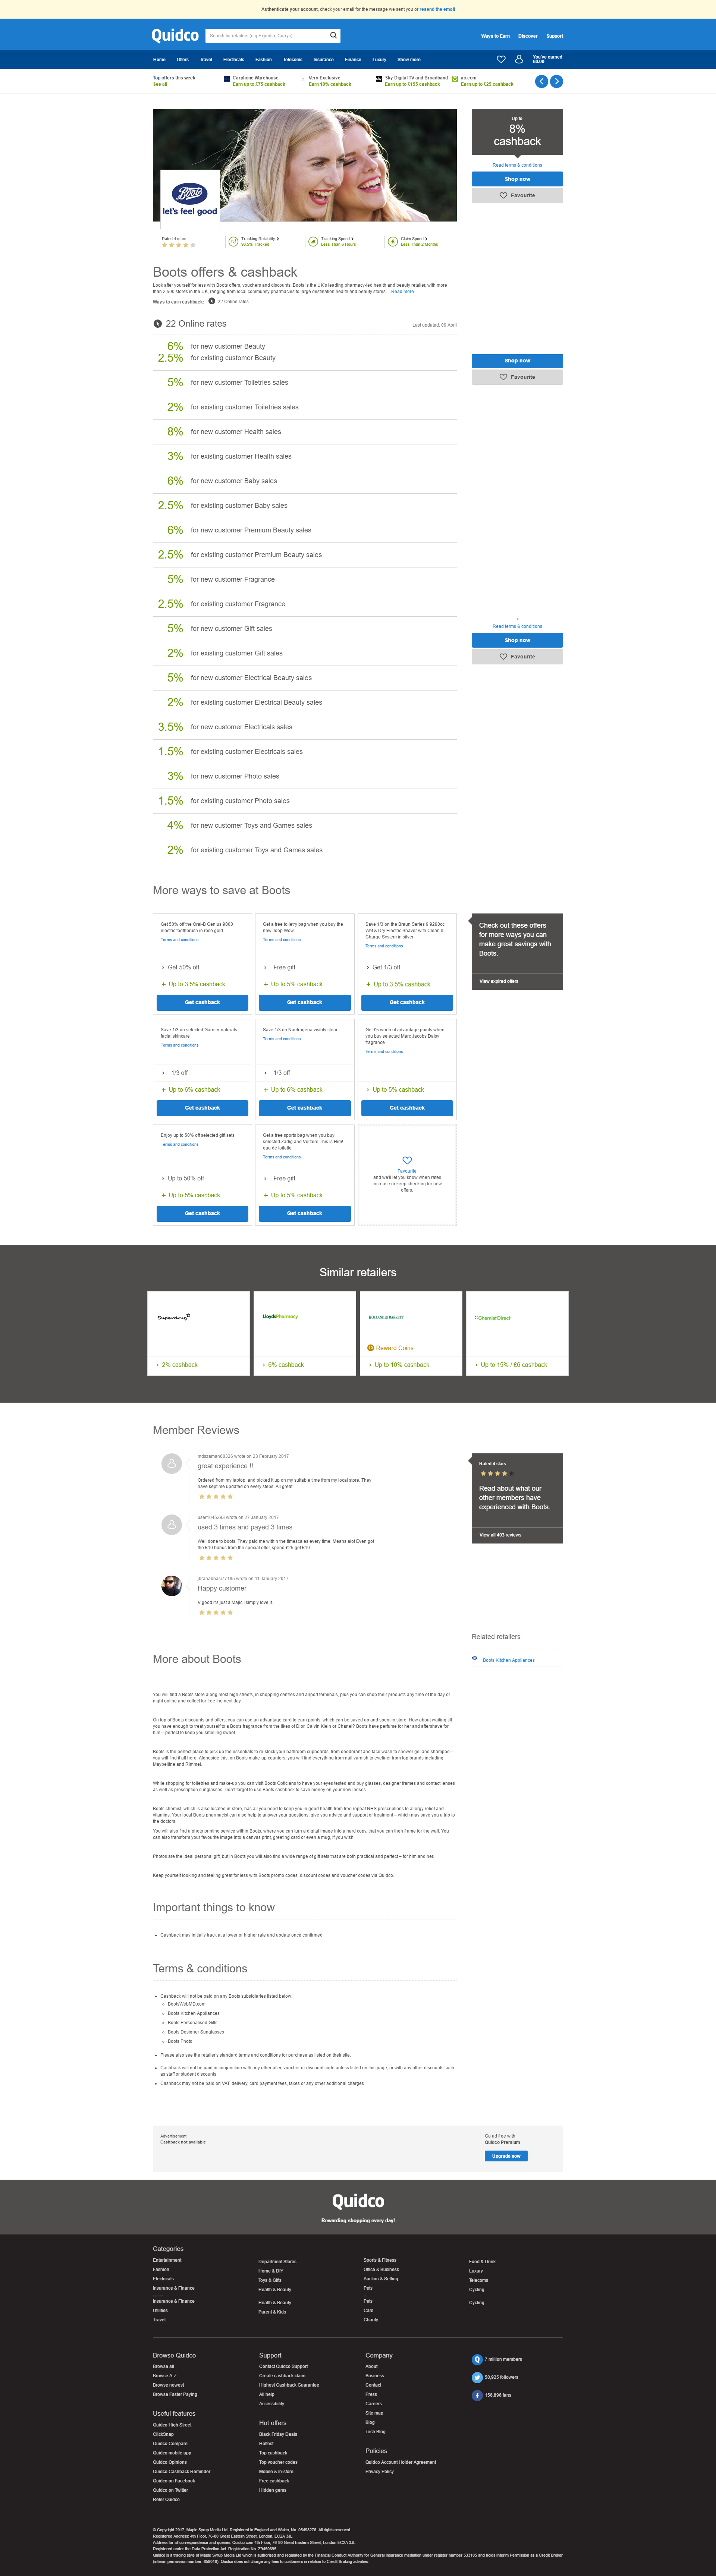 Authenticate your account, check your email for the message we sent you or resend the email
Quidco
Search for retailers (e.g Expedia, Currys)
Ways to Earn Discover Support
Home Offers Travel Electricals Fashion Telecoms Insurance Finance Luxury Show more
You've earned
£0.00
Top offers this week
See all
Carphone Warehouse
Earn up to £75 cashback
Very Exclusive
Earn 10% cashback
Sky Digital TV and Broadband
Earn up to £155 cashback
ao.com
Earn up to £25 cashback
Boots
let's feel good
Up to
8%
cashback
Read terms & conditions
Shop now
Favourite
Rated 4 stars
Tracking Reliability
98.5% Tracked
Tracking Speed
Less Than 6 Hours
Claim Speed
Less Than 2 Months
Boots offers & cashback
Look after yourself for less with Boots offers, vouchers and discounts. Boots is the UK's leading pharmacy-led health and beauty retailer, with more
than 2,500 stores in the UK, ranging from local community pharmacies to large destination health and beauty stores... Read more
Ways to earn cashback: 22 Online rates
22 Online rates
Last updated: 05 April
6% for new customer Beauty
2.5% for existing customer Beauty
Shop now
Favourite
5% for new customer Toiletries sales
2% for existing customer Toiletries sales
8% for new customer Health sales
3% for existing customer Health sales
6% for new customer Baby sales
2.5% for existing customer Baby sales
6% for new customer Premium Beauty sales
2.5% for existing customer Premium Beauty sales
5% for new customer Fragrance
2.5% for existing customer Fragrance
5% for new customer Gift sales
2% for existing customer Gift sales
Read terms & conditions
Shop now
Favourite
5% for new customer Electrical Beauty sales
2% for existing customer Electrical Beauty sales
3.5% for new customer Electricals sales
1.5% for existing customer Electricals sales
3% for new customer Photo sales
1.5% for existing customer Photo sales
4% for new customer Toys and Games sales
2% for existing customer Toys and Games sales
More ways to save at Boots
Get 50% off the Oral-B Genius 9000
electric toothbrush in rose gold
Terms and conditions
Get 50% off
+ Up to 3.5% cashback
Get cashback
Get a free toiletry bag when you buy the
new Joop Wow
Terms and conditions
Free gift
+ Up to 5% cashback
Get cashback
Save 1/3 on the Braun Series 9 9290cc
Wet & Dry Electric Shaver with Clean &
Charge System in silver
Terms and conditions
Get 1/3 off
+ Up to 3.5% cashback
Get cashback
Check out these offers
for more ways you can
make great savings with
Boots.
View expired offers
Save 1/3 on selected Garnier naturals
facial skincare
Terms and conditions
1/3 off
+ Up to 6% cashback
Get cashback
Save 1/3 on Nuetrogena visibly clear
Terms and conditions
1/3 off
+ Up to 6% cashback
Get cashback
Get £5 worth of advantage points when
you buy selected Marc Jacobs Daisy
fragrance
Terms and conditions
Up to 5% cashback
Get cashback
Enjoy up to 50% off selected gift sets
Terms and conditions
Up to 50% off
+ Up to 5% cashback
Get cashback
Get a free sports bag when you buy
selected Zadig and Voltaire This is Him!
eau de toilette
Terms and conditions
Free gift
+ Up to 5% cashback
Get cashback
Favourite
and we'll let you know when rates
increase or keep checking for new
offers.
Similar retailers
Superdrug
2% cashback
LloydsPharmacy
6% cashback
HOLLAND & BARRETT
Reward Coins
Up to 10% cashback
Chemist Direct
Up to 15% / £6 cashback
Member Reviews
mdozaman80326 wrote on 23 February 2017
great experience !!
Ordered from my laptop, and picked it up on my suitable time from my local store. They
have kept me updated on every steps. All great.
user1045293 wrote on 27 January 2017
used 3 times and payed 3 times
Well done to boots. They paid me within the timescales every time. Means alot Even got
the £10 bonus from the special offer, spend £25 get £10
V good it's just a Majic I simply love it.
Happy customer
Rated 4 stars
Read about what our
other members have
experienced with Boots.
View all 403 reviews
Related retailers
Boots Kitchen Appliances
More about Boots
You will find a Boots store along most high streets, in shopping centres and airport terminals, plus you can shop their products any time of the day or
night online and collect for free the next day.
On top of Boots discounts and offers, you can use an advantage card to earn points, which can be saved up and spent in store. How about waiting till
you have enough to treat yourself to a Boots fragrance from the likes of Dior, Calvin Klein or Chanel? Boots have perfume for her and aftershave for
him – perfect to keep you smelling sweet.
Boots is the perfect place to pick up the essentials to re-stock your bathroom cupboards, from deodorant and face wash to shower gel and shampoo –
you will find it all here. Alongside this, on Boots make-up counters, you will find everything from nail varnish to eyeliner from top brands including
Maybelline and Rimmel.
While shopping for toiletries and make-up you can visit Boots Opticians to have your eyes tested and buy glasses, designer frames and contact lenses
as well as prescription sunglasses. Don't forget to use Boots cashback to save money on your new lenses.
Boots chemist, which is also located in-store, has all you need to keep you in good health from free repeat NHS prescriptions to allergy relief and
vitamins. Your local Boots pharmacist can also help to answer your questions, give you advice and support or treatment – which may save you a trip to
the doctors.
You will also find a photo printing service within Boots, where you can turn a digital image into a hard copy, that you can then frame for the wall. You
can also transform your favourite image into a canvas print, greeting card or even a mug, if you wish.
Photos are the ideal personal gift, but in Boots you will also find a wide range of gift sets that are both practical and perfect – for him and her.
Keep yourself looking and feeling great for less with Boots promo codes, discount codes and voucher codes via Quidco.
Important things to know
Cashback may initially track at a lower or higher rate and update once confirmed
Terms & conditions
Cashback will not be paid on any Boots subsidiaries listed below:
BootsWebMD.com
Boots Kitchen Appliances
Boots Personalised Gifts
Boots Designer Sunglasses
Boots Photo
Please also see the retailer's standard terms and conditions for purchase as listed on their site.
Cashback will not be paid in conjunction with any other offer, voucher or discount code unless listed on this page, or with any other discounts such
as staff or student discounts
Cashback may not be paid on VAT, delivery, card payment fees, taxes or any other additional charges
Advertisement
Cashback not available
Go ad free with
Quidco Premium
Upgrade now
Quidco
Rewarding shopping every day!
Categories
Entertainment
Fashion
Electricals
Insurance & Finance
Insurance & Finance
Utilities
Travel
Department Stores
Home & DIY
Toys & Gifts
Health & Beauty
Health & Beauty
Parent & Kids
Sports & Fitness
Office & Business
Auction & Selling
Pets
Pets
Cars
Charity
Food & Drink
Luxury
Telecoms
Cycling
Cycling
Browse Quidco
Browse all
Browse A-Z
Browse newest
Browse Faster Paying
Useful features
Quidco High Street
ClickSnap
Quidco Compare
Quidco mobile app
Quidco Opinions
Quidco Cashback Reminder
Quidco on Facebook
Quidco on Twitter
Refer Quidco
Support
Contact Quidco Support
Create cashback claim
Highest Cashback Guarantee
All help
Accessibility
Hot offers
Black Friday Deals
Hottest
Top cashback
Top voucher codes
Mobile & In-store
Free cashback
Hidden gems
Company
About
Business
Contact
Press
Careers
Site map
Blog
Tech Blog
Policies
Quidco Account Holder Agreement
Privacy Policy
7 million members
50,925 followers
156,896 fans
© Copyright 2017, Maple Syrup Media Ltd. Registered in England and Wales, No. 05498276. All rights reserved.
Registered Address: 4th Floor, 76-80 Great Eastern Street, London, EC2A 3JL
Address for all correspondence and queries: Quidco.com 4th Floor, 76-80 Great Eastern Street, London EC2A 3JL
Registered under the Data Protection Act. Registration No. Z9456695
Quidco is a trading style of Maple Syrup Media Ltd which is authorised and regulated by the Financial Conduct Authority for General Insurance mediation under register number 533165 and holds Interim Permission as a Credit Broker
(interim permission number: 659019). Quidco does not charge any fees to customers in relation to Credit Broking activities.